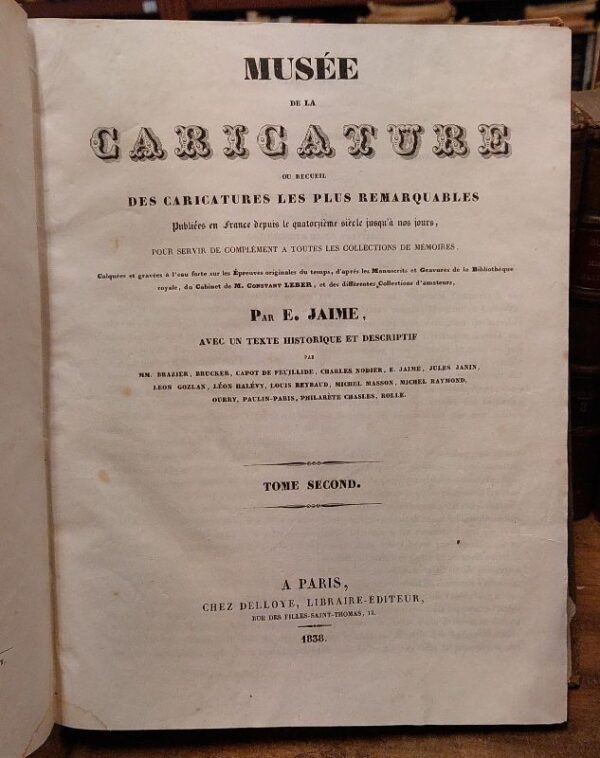 MUSÉE
DE LA
CARICATURE
OU RECUEIL
DES CARICATURES LES PLUS REMARQUABLES
Publiées en France depuis le quatorzième siècle jusqu'à nos jours,
POUR SERVIR DE COMPLÉMENT A TOUTES LES COLLECTIONS DE MÉMOIRES,
Calquées et gravées à l'eau forte sur les Épreuves originales du temps, d'après les Manuscrits et Gravures de la Bibliothèque
royale, du Cabinet de M. CONSTANT LEBER, et des différentes Collections d'amateurs,
PAR E. JAIME,
AVEC UN TEXTE HISTORIQUE ET DESCRIPTIF
PAR
MM. BRAZIER, BRUCKER, CAPOT DE FEUILLIDE, CHARLES NODIER, E. JAIME, JULES JANIN,
LEON GOZLAN, LÉON HALÉVY, LOUIS REYBAUD, MICHEL MASSON, MICHEL RAYMOND,
OURRY, PAULIN-PARIS, PHILARÈTE CHASLES, ROLLE.
TOME SECOND.
A PARIS,
CHEZ DELLOYE, LIBRAIRE-ÉDITEUR,
RUE DES FILLES-SAINT-THOMAS, 13.
1838.